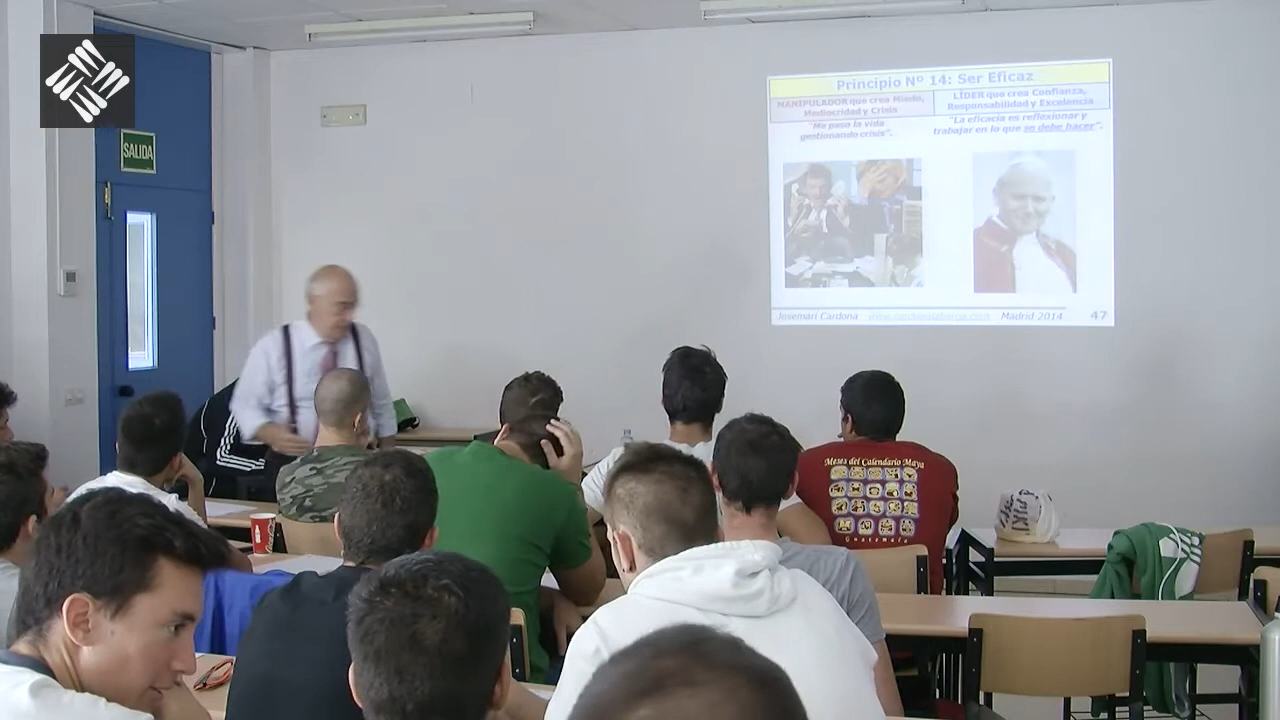 SALIDA
Principio Nº 14: Ser Eficaz
MANIPULADOR que crea Miedo,
Mediocridad y Crisis
LÍDER que crea Confianza,
Responsabilidad y Excelencia
"Me paso la vida
gestionando crisis".
"La eficacia es reflexionar y
trabajar en lo que se debe hacer".
Josemari Cardona
Madrid 2014
47
Meses del Calendario Maya
Guatemala